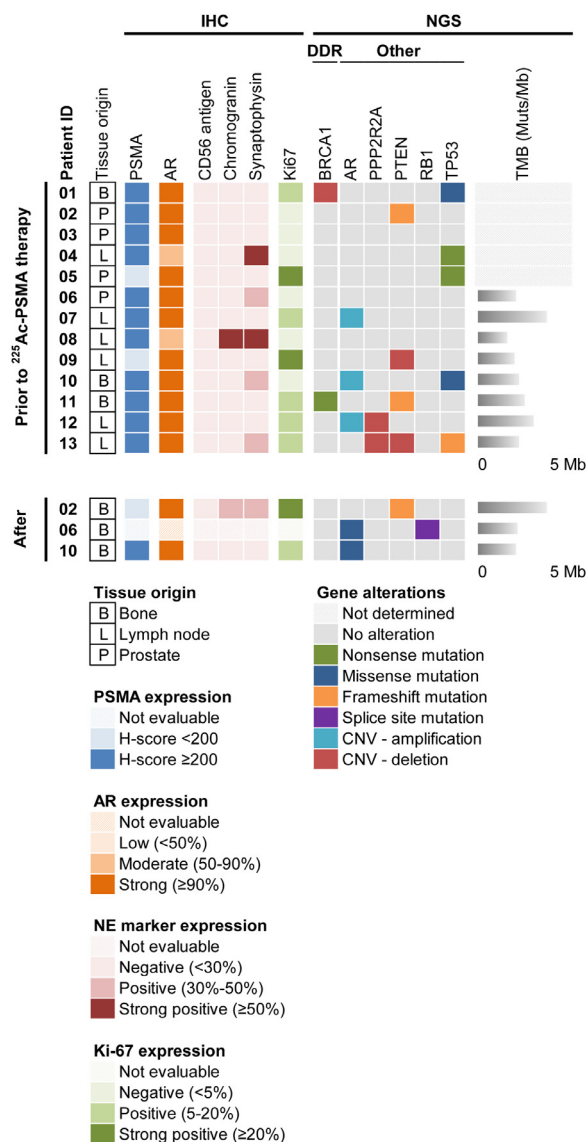 IHC NGS
DDR Other
Patient ID Tissue origin PSMA AR CD56 antigen Chromogranin Synaptophysin Ki67 BRCA1 AR PPP2R2A PTEN RB1 TP53 TMB (Muts/Mb)
Prior to ²²⁵Ac-PSMA therapy
01 B
02 P
03 P
04 L
05 P
06 P
07 L
08 L
09 L
10 B
11 B
12 L
13 L
0 5 Mb
After
02 B
06 B
10 B
0 5 Mb
Tissue origin
B Bone
L Lymph node
P Prostate
PSMA expression
Not evaluable
H-score <200
H-score ≥200
AR expression
Not evaluable
Low (<50%)
Moderate (50-90%)
Strong (≥90%)
NE marker expression
Not evaluable
Negative (<30%)
Positive (30%-50%)
Strong positive (≥50%)
Ki-67 expression
Not evaluable
Negative (<5%)
Positive (5-20%)
Strong positive (≥20%)
Gene alterations
Not determined
No alteration
Nonsense mutation
Missense mutation
Frameshift mutation
Splice site mutation
CNV - amplification
CNV - deletion